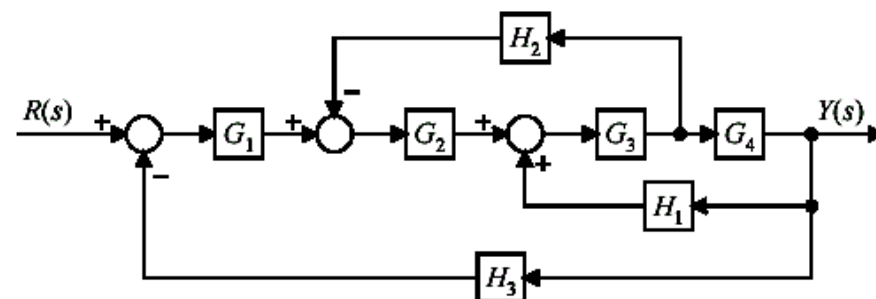 H₂
−
R(s) + G₁ + G₂ + G₃ G₄ Y(s)
− +
H₁
H₃